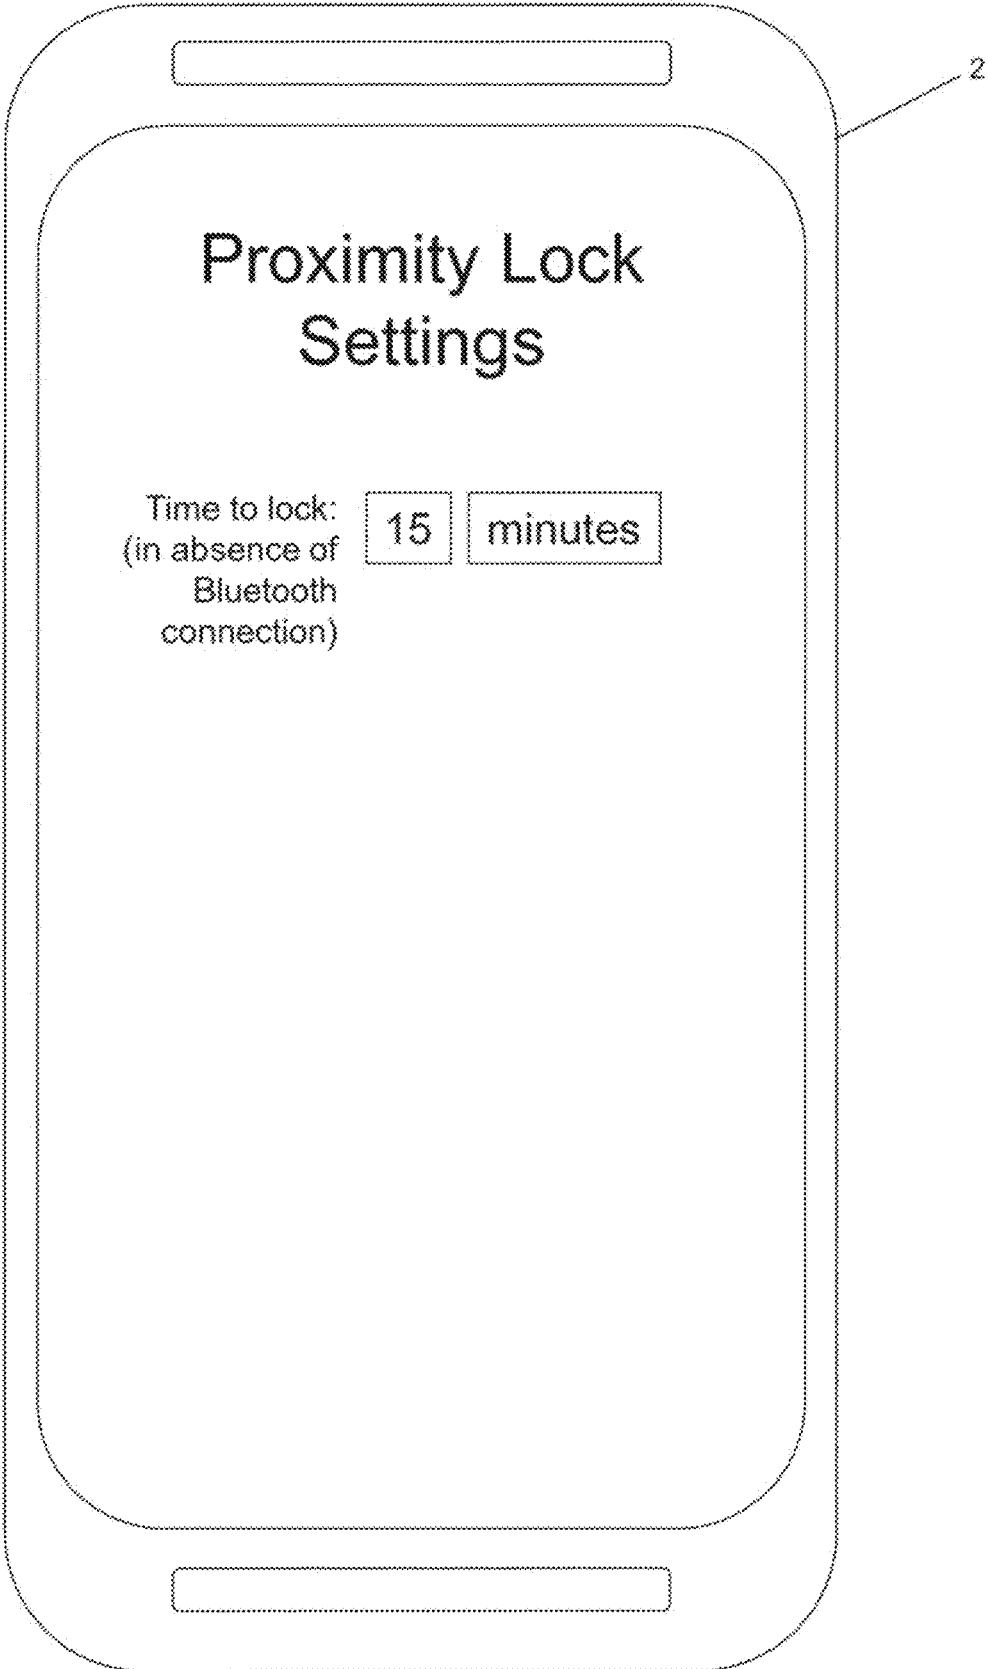 2
Proximity Lock
Settings
Time to lock:
(in absence of
Bluetooth
connection)
15
minutes